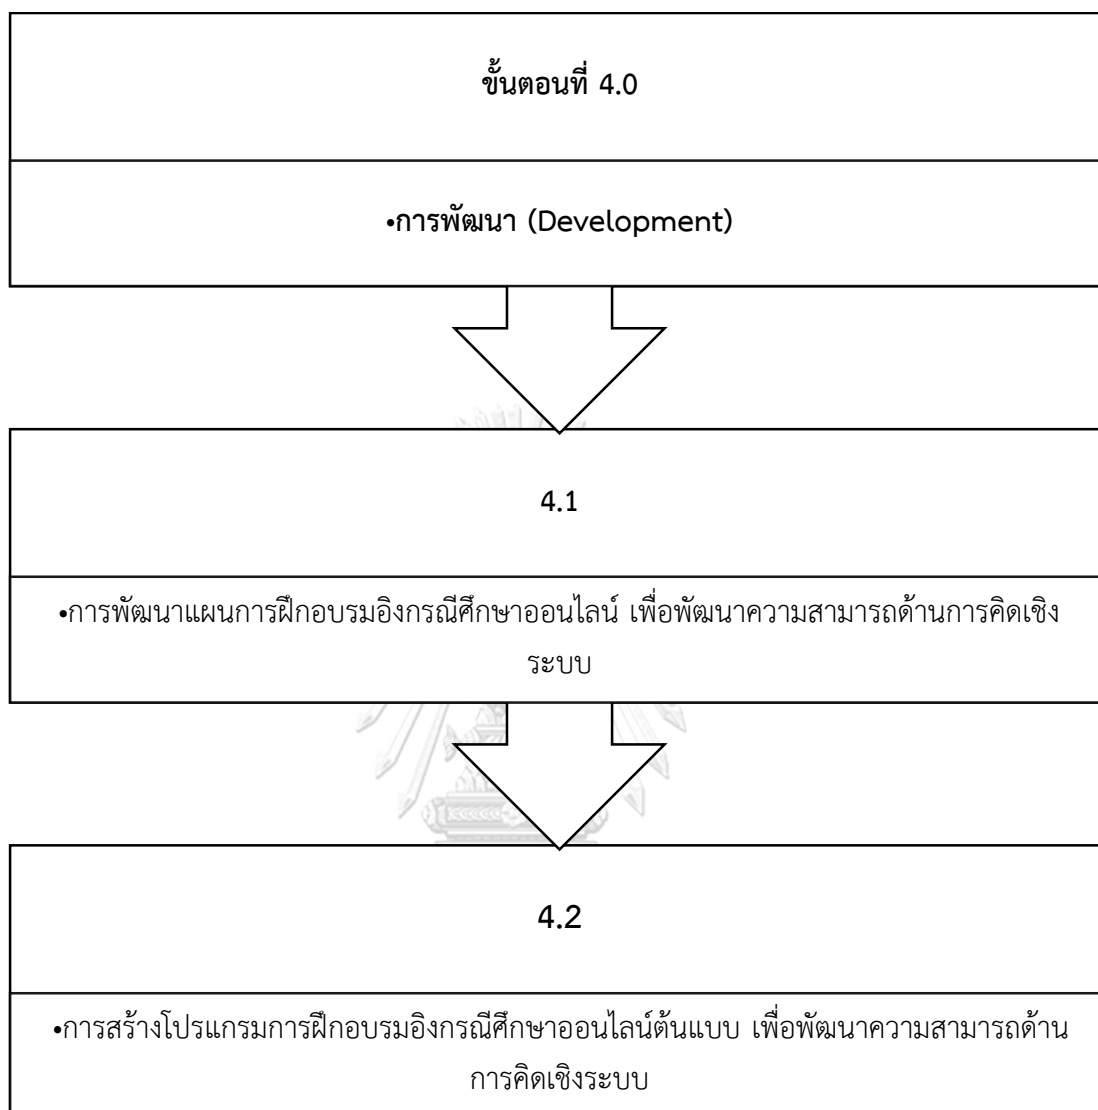 ขั้นตอนที่ 4.0
•การพัฒนา (Development)
4.1
•การพัฒนาแผนการฝึกอบรมอิงกรณีศึกษาออนไลน์ เพื่อพัฒนาความสามารถด้านการคิดเชิง
ระบบ
4.2
•การสร้างโปรแกรมการฝึกอบรมอิงกรณีศึกษาออนไลน์ต้นแบบ เพื่อพัฒนาความสามารถด้าน
การคิดเชิงระบบ